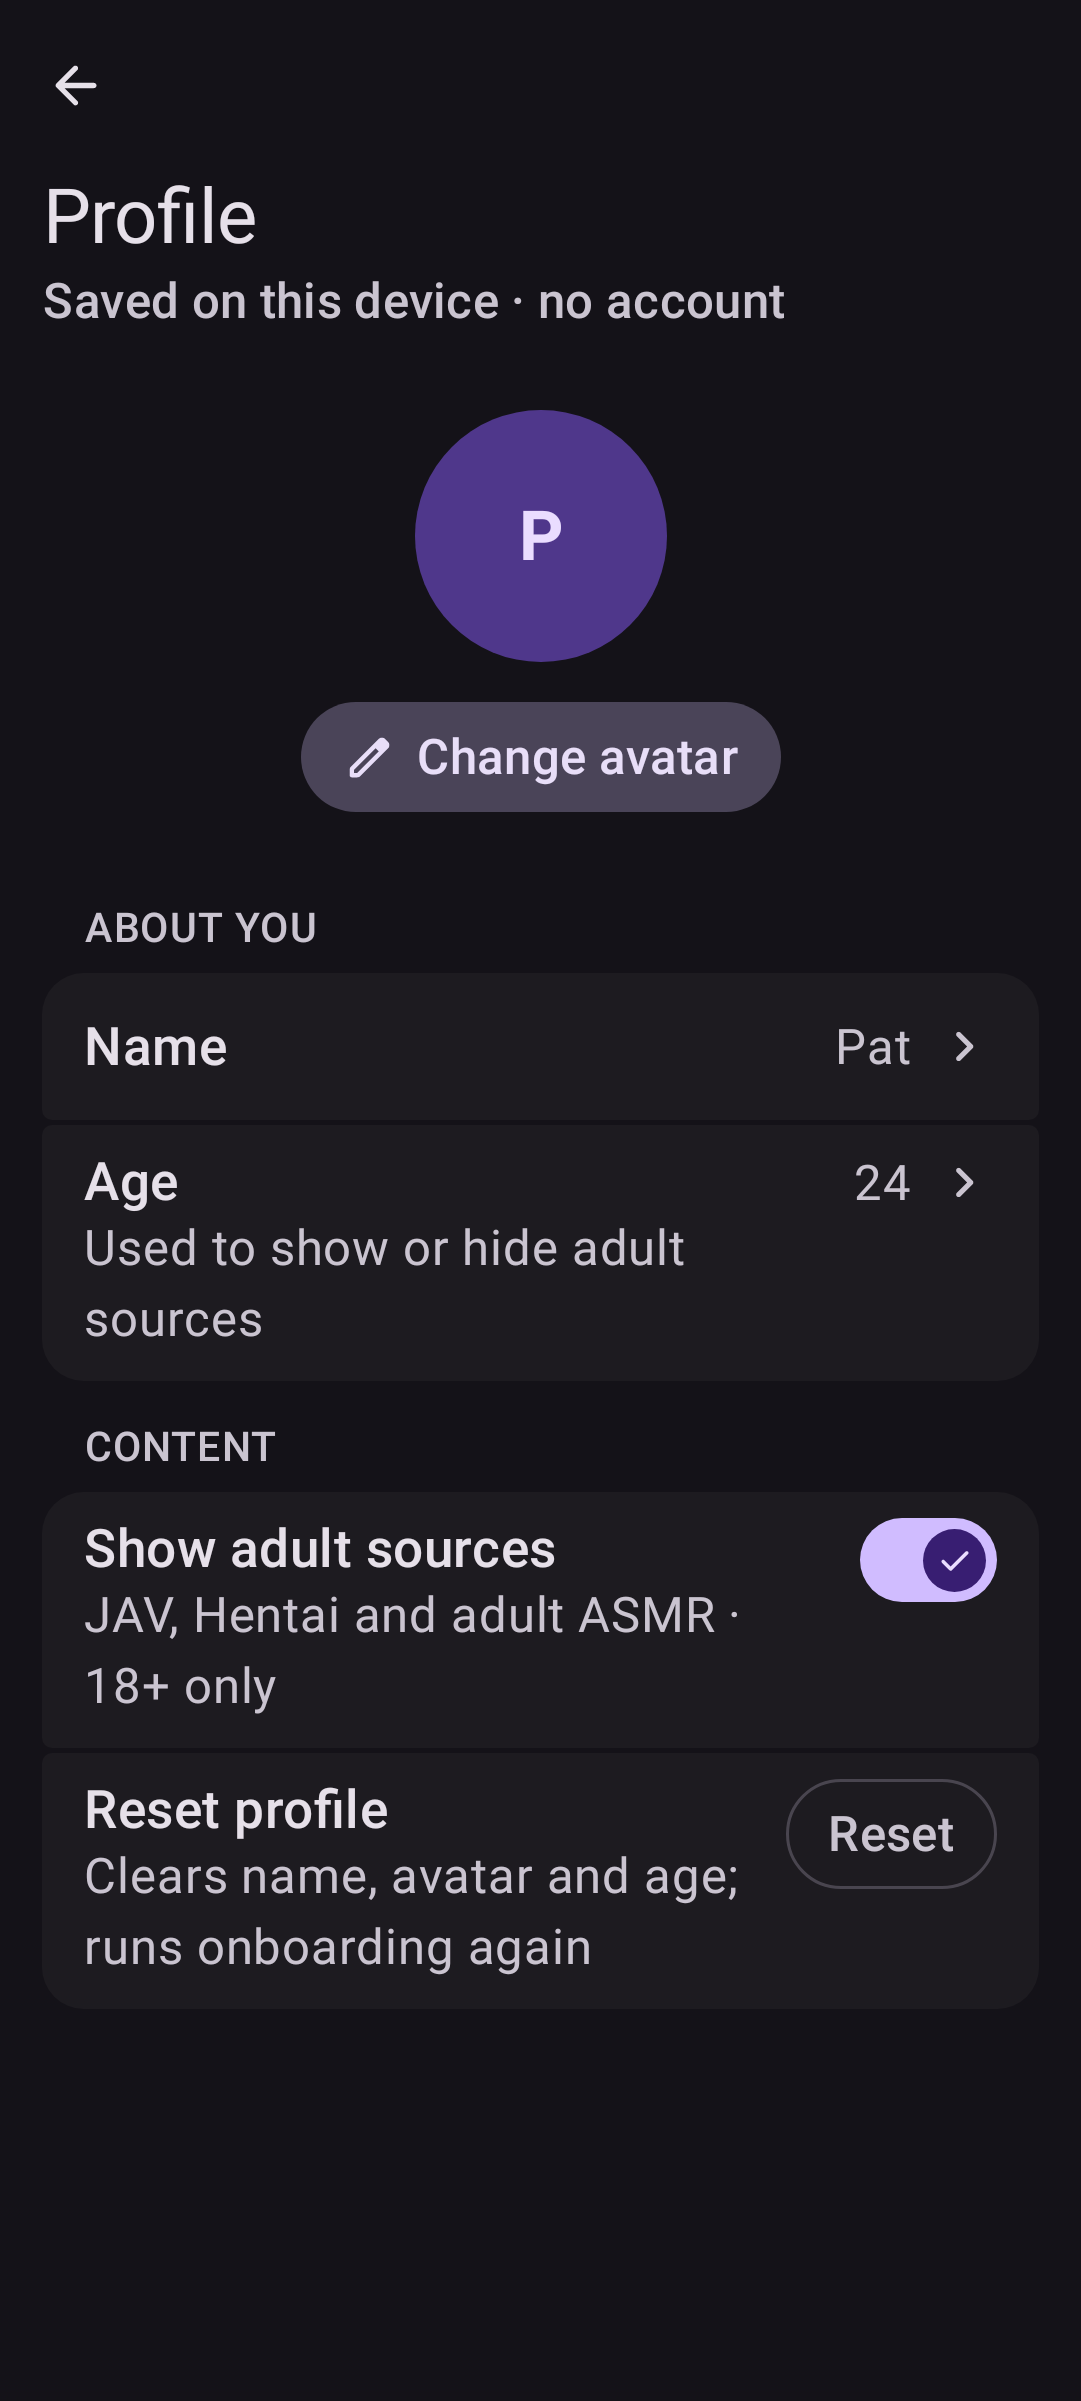 Profile
Saved on this device · no account
P
Change avatar
ABOUT YOU
Name
Pat
Age
24
Used to show or hide adult
sources
CONTENT
Show adult sources
JAV, Hentai and adult ASMR ·
18+ only
Reset profile
Reset
Clears name, avatar and age;
runs onboarding again